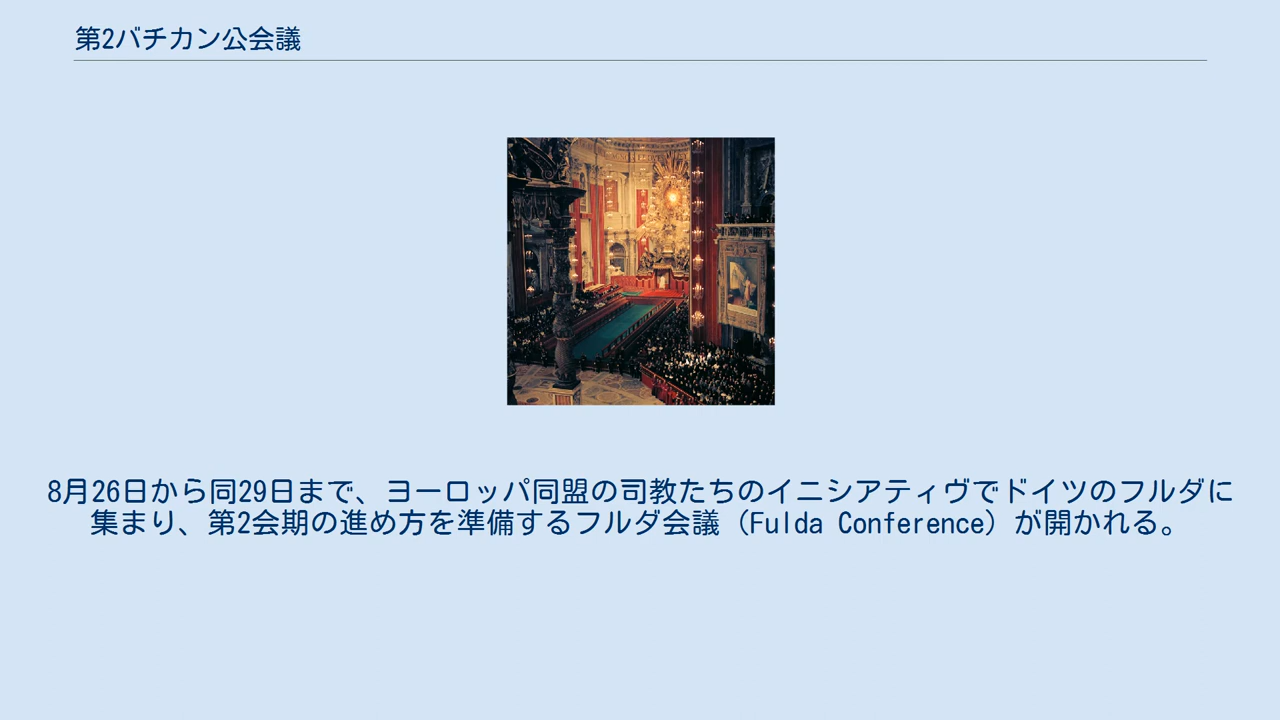 第2バチカン公会議
8月26日から同29日まで、ヨーロッパ同盟の司教たちのイニシアティヴでドイツのフルダに
集まり、第2会期の進め方を準備するフルダ会議（Fulda Conference）が開かれる。